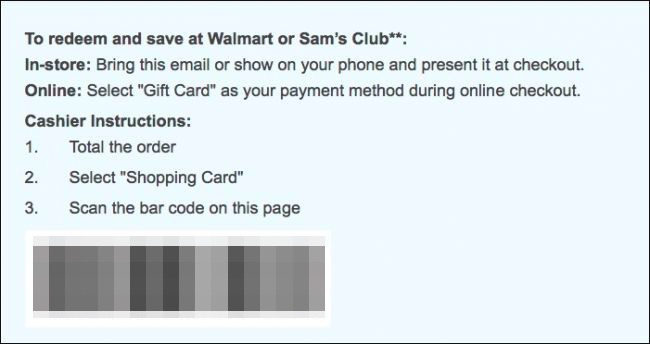 To redeem and save at Walmart or Sam's Club**:
In-store: Bring this email or show on your phone and present it at checkout.
Online: Select "Gift Card" as your payment method during online checkout.
Cashier Instructions:
1. Total the order
2. Select "Shopping Card"
3. Scan the bar code on this page